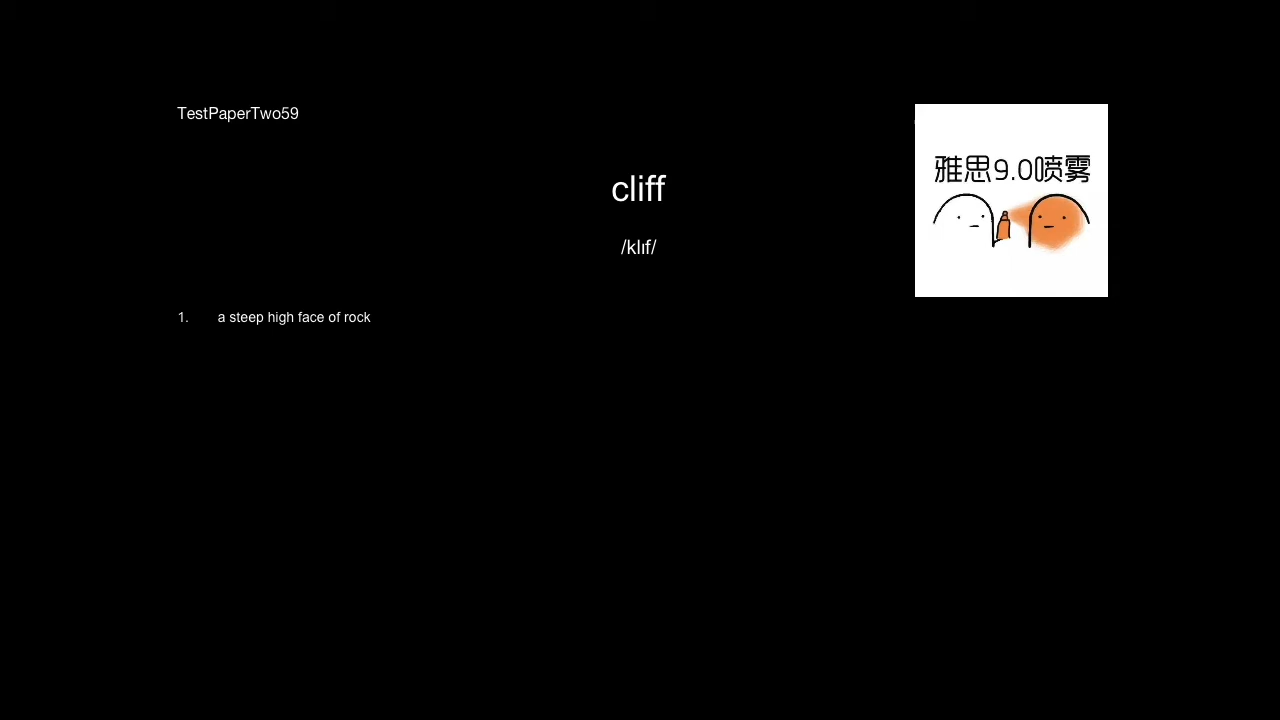 TestPaperTwo59
雅思9.0喷雾
cliff
/klɪf/
1. a steep high face of rock